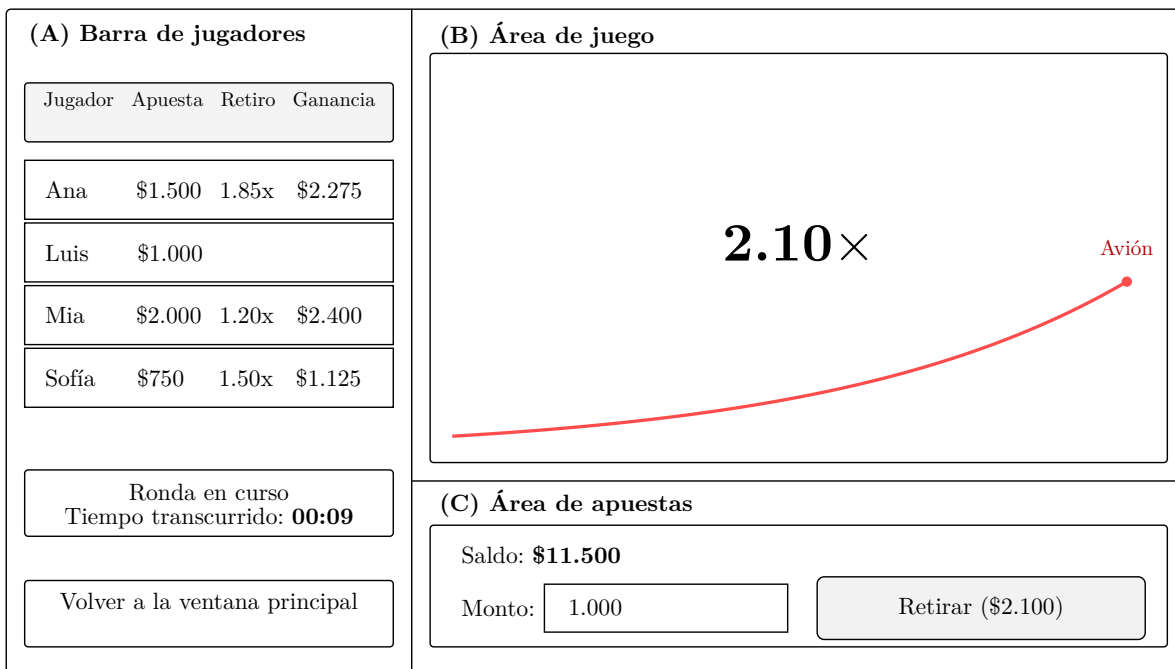 (A) Barra de jugadores
Jugador Apuesta Retiro Ganancia
Ana $1.500 1.85x $2.275
Luis $1.000
Mia $2.000 1.20x $2.400
Sofía $750 1.50x $1.125
Ronda en curso
Tiempo transcurrido: 00:09
Volver a la ventana principal
(B) Área de juego
2.10×
Avión
(C) Área de apuestas
Saldo: $11.500
Monto: 1.000
Retirar ($2.100)